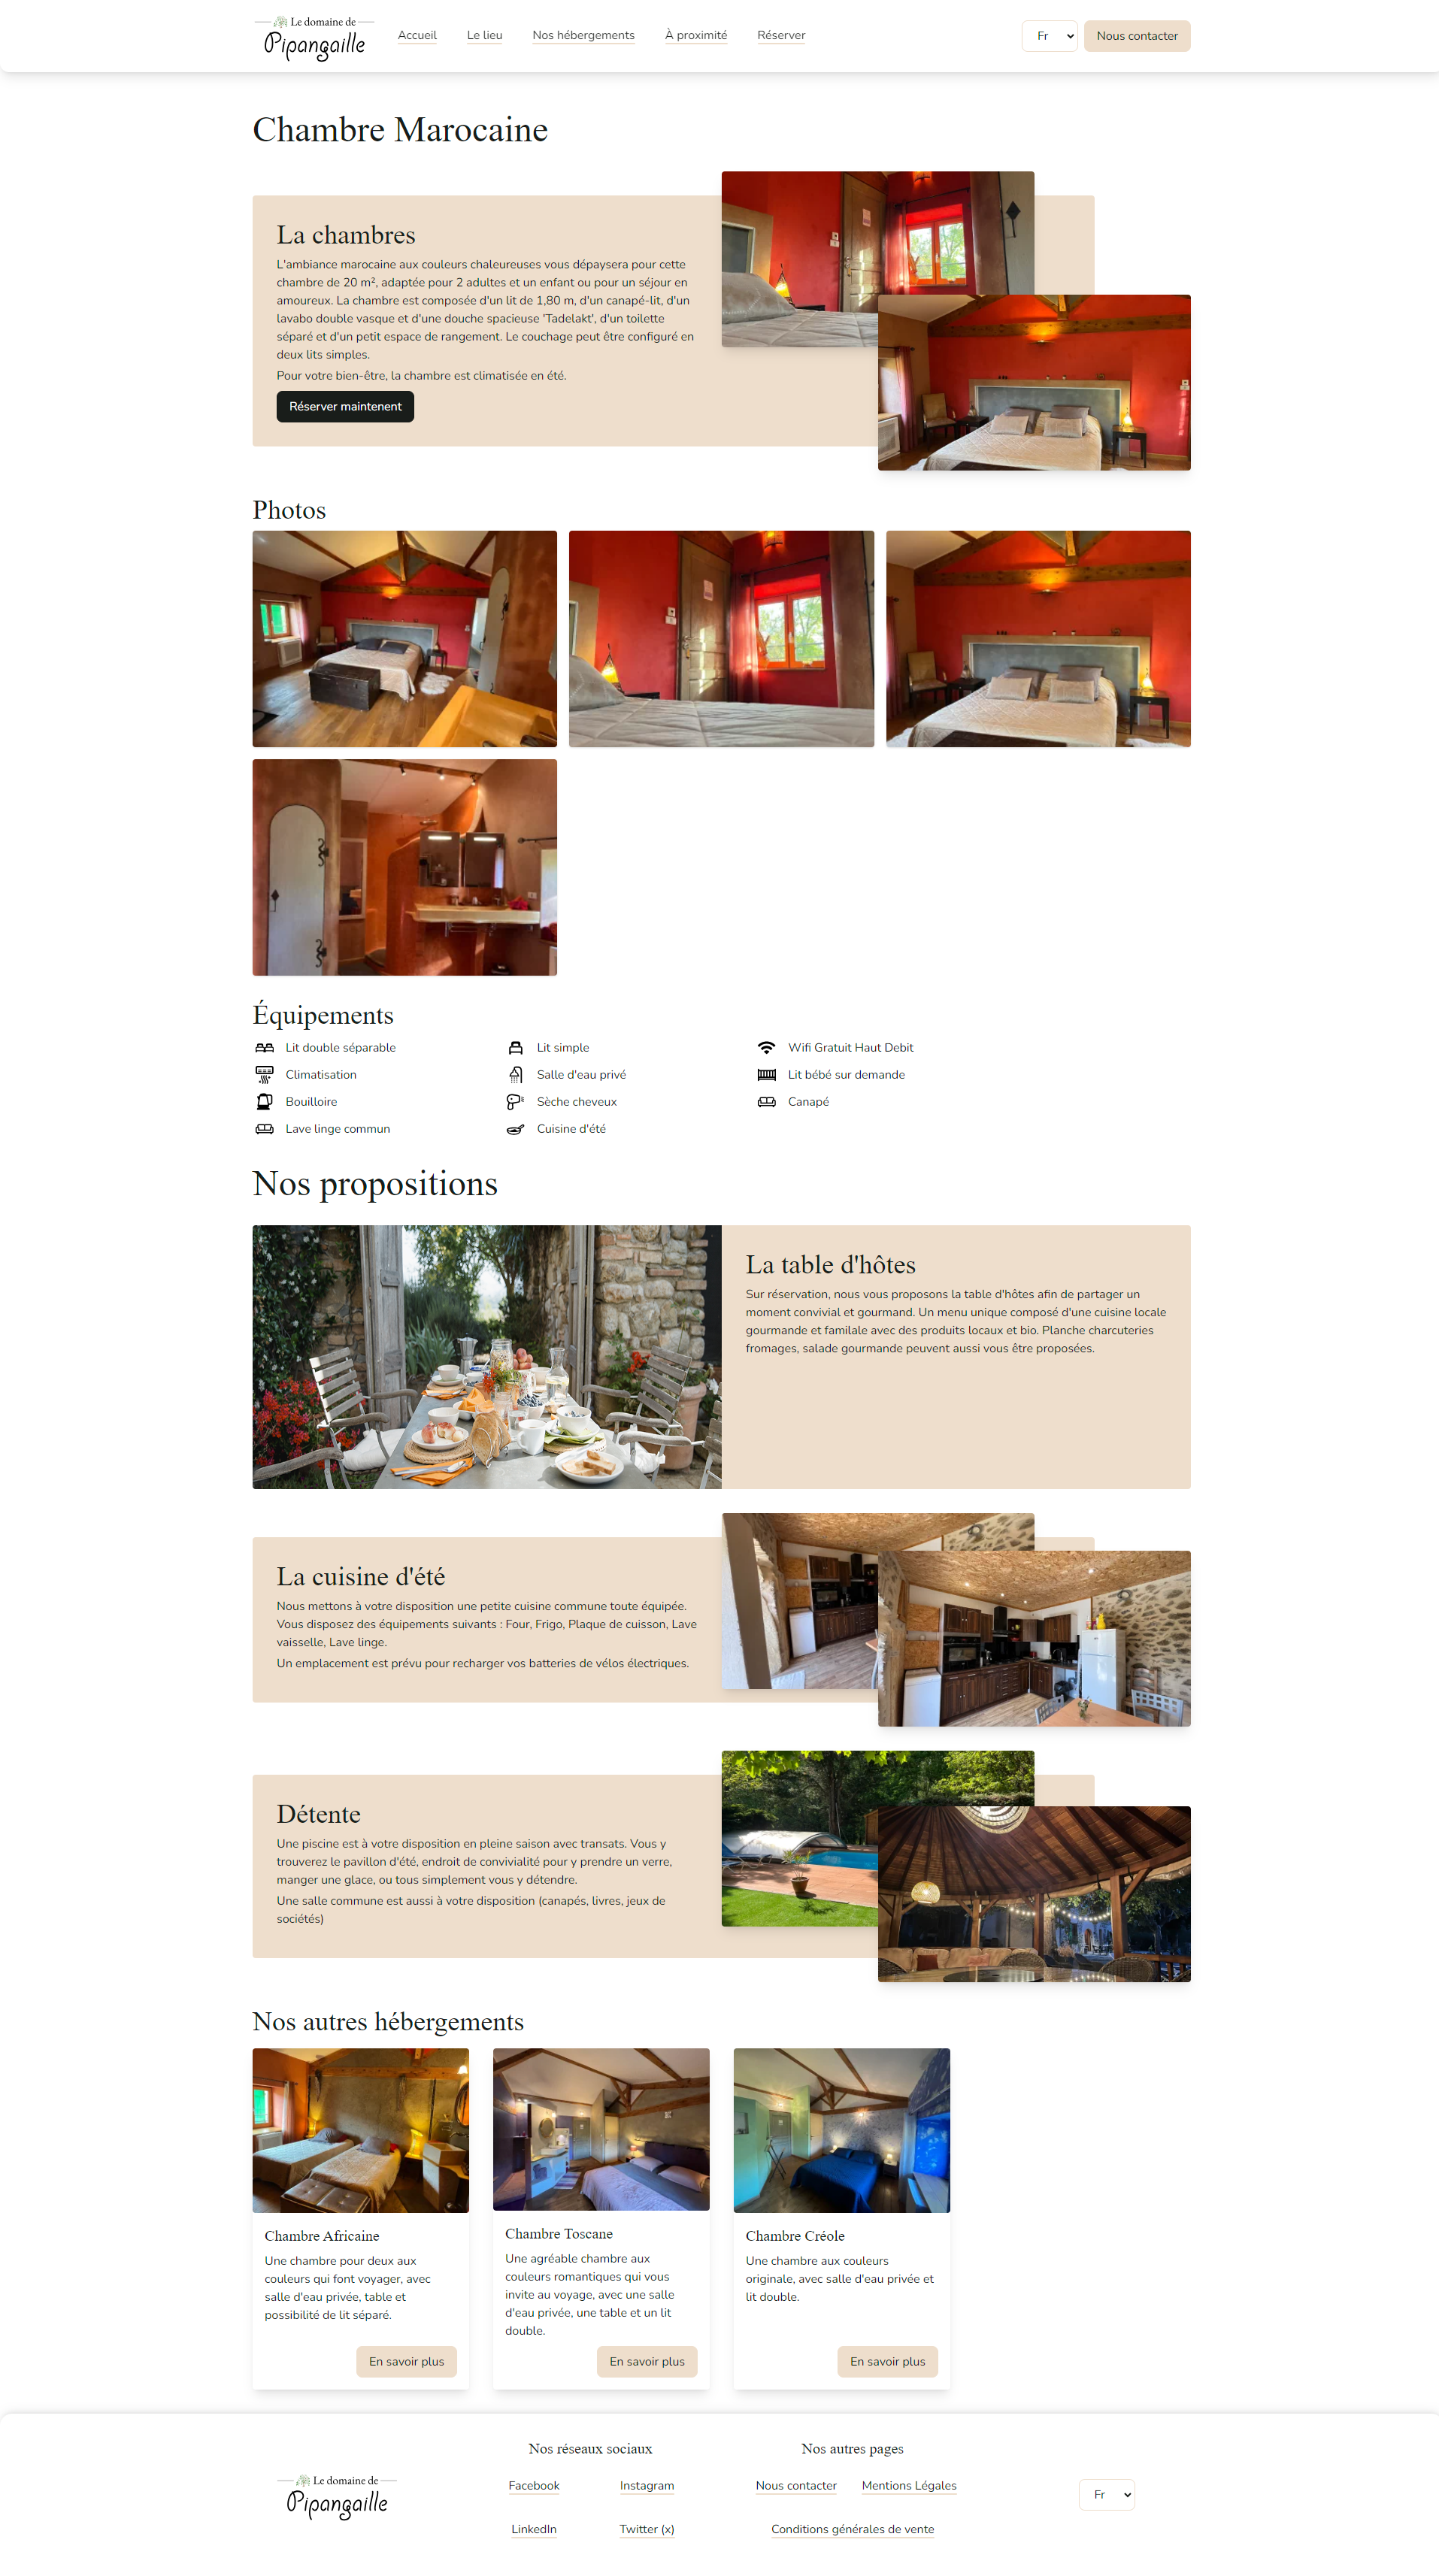 Le domaine de
Pipangaille
Accueil
Le lieu
Nos hébergements
À proximité
Réserver
Fr
Nous contacter
Chambre Marocaine
La chambres
L'ambiance marocaine aux couleurs chaleureuses vous dépaysera pour cette
chambre de 20 m², adaptée pour 2 adultes et un enfant ou pour un séjour en
amoureux. La chambre est composée d'un lit de 1,80 m, d'un canapé-lit, d'un
lavabo double vasque et d'une douche spacieuse 'Tadelakt', d'un toilette
séparé et d'un petit espace de rangement. Le couchage peut être configuré en
deux lits simples.
Pour votre bien-être, la chambre est climatisée en été.
Réserver maintenent
Photos
Équipements
Lit double séparable
Lit simple
Wifi Gratuit Haut Debit
Climatisation
Salle d'eau privé
Lit bébé sur demande
Bouilloire
Sèche cheveux
Canapé
Lave linge commun
Cuisine d'été
Nos propositions
La table d'hôtes
Sur réservation, nous vous proposons la table d'hôtes afin de partager un
moment convivial et gourmand. Un menu unique composé d'une cuisine locale
gourmande et familale avec des produits locaux et bio. Planche charcuteries
fromages, salade gourmande peuvent aussi vous être proposées.
La cuisine d'été
Nous mettons à votre disposition une petite cuisine commune toute équipée.
Vous disposez des équipements suivants : Four, Frigo, Plaque de cuisson, Lave
vaisselle, Lave linge.
Un emplacement est prévu pour recharger vos batteries de vélos électriques.
Détente
Une piscine est à votre disposition en pleine saison avec transats. Vous y
trouverez le pavillon d'été, endroit de convivialité pour y prendre un verre,
manger une glace, ou tous simplement vous y détendre.
Une salle commune est aussi à votre disposition (canapés, livres, jeux de
sociétés)
Nos autres hébergements
Chambre Africaine
Une chambre pour deux aux
couleurs qui font voyager, avec
salle d'eau privée, table et
possibilité de lit séparé.
En savoir plus
Chambre Toscane
Une agréable chambre aux
couleurs romantiques qui vous
invite au voyage, avec une salle
d'eau privée, une table et un lit
double.
En savoir plus
Chambre Créole
Une chambre aux couleurs
originale, avec salle d'eau privée et
lit double.
En savoir plus
Le domaine de
Pipangaille
Nos réseaux sociaux
Facebook
Instagram
LinkedIn
Twitter (x)
Nos autres pages
Nous contacter
Mentions Légales
Conditions générales de vente
Fr